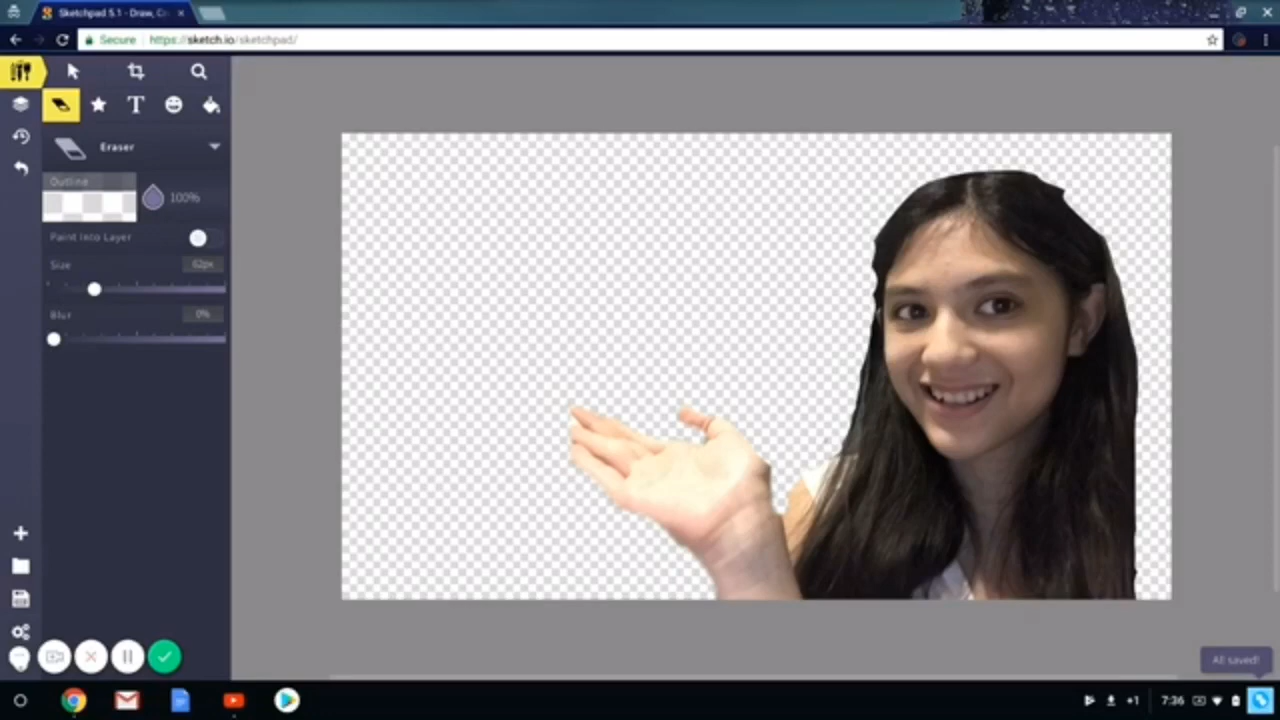 Sketchpad 5.1 - Draw, Cr
Secure
https://sketch.io/sketchpad/
T
Eraser
Outline
100%
Paint Into Layer
Size
62px
Blur
0%
All saved!
+1
7:36